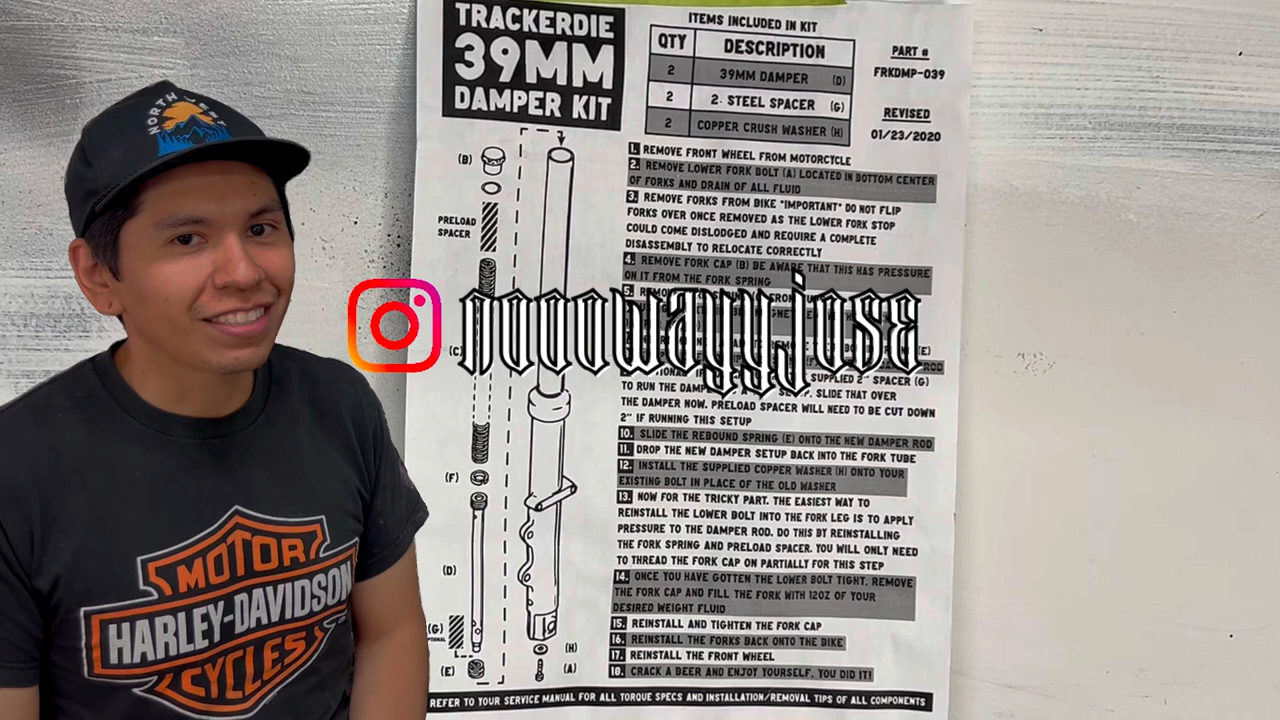 TRACKERDIE
39MM
DAMPER KIT
ITEMS INCLUDED IN KIT
QTY DESCRIPTION
2 39MM DAMPER (D)
2 2. STEEL SPACER (G)
2 COPPER CRUSH WASHER (H)
PART #
FRKDMP-039
REVISED
01/23/2020
1. REMOVE FRONT WHEEL FROM MOTORCYCLE
2. REMOVE LOWER FORK BOLT (A) LOCATED IN BOTTOM CENTER
OF FORKS AND DRAIN OF ALL FLUID
3. REMOVE FORKS FROM BIKE *IMPORTANT* DO NOT FLIP
FORKS OVER ONCE REMOVED AS THE LOWER FORK STOP
COULD COME DISLODGED AND REQUIRE A COMPLETE
DISASSEMBLY TO RELOCATE CORRECTLY
4. REMOVE FORK CAP (B) BE AWARE THAT THIS HAS PRESSURE
ON IT FROM THE FORK SPRING
5.
(E)
ROD
SUPPLIED 2" SPACER (G)
TO RUN THE SLIDE THAT OVER
THE DAMPER NOW. PRELOAD SPACER WILL NEED TO BE CUT DOWN
2" IF RUNNING THIS SETUP
10. SLIDE THE REBOUND SPRING (E) ONTO THE NEW DAMPER ROD
11. DROP THE NEW DAMPER SETUP BACK INTO THE FORK TUBE
12. INSTALL THE SUPPLIED COPPER WASHER (H) ONTO YOUR
EXISTING BOLT IN PLACE OF THE OLD WASHER
13. NOW FOR THE TRICKY PART. THE EASIEST WAY TO
REINSTALL THE LOWER BOLT INTO THE FORK LEG IS TO APPLY
PRESSURE TO THE DAMPER ROD. DO THIS BY REINSTALLING
THE FORK SPRING AND PRELOAD SPACER. YOU WILL ONLY NEED
TO THREAD THE FORK CAP ON PARTIALLY FOR THIS STEP
14. ONCE YOU HAVE GOTTEN THE LOWER BOLT TIGHT. REMOVE
THE FORK CAP AND FILL THE FORK WITH 12OZ OF YOUR
DESIRED WEIGHT FLUID
15. REINSTALL AND TIGHTEN THE FORK CAP
16. REINSTALL THE FORKS BACK ONTO THE BIKE
17. REINSTALL THE FRONT WHEEL
18. CRACK A BEER AND ENJOY YOURSELF, YOU DID IT!
REFER TO YOUR SERVICE MANUAL FOR ALL TORQUE SPECS AND INSTALLATION/REMOVAL TIPS OF ALL COMPONENTS
(B)
PRELOAD
SPACER
(C)
(F)
(D)
(G)
(E)
(H)
(A)
nooowayyjose
NORTH WEST
MOTOR
HARLEY-DAVIDSON
CYCLES